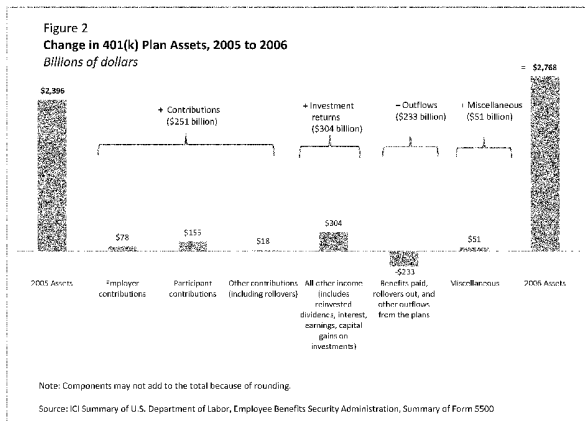 Figure 2
Change in 401(k) Plan Assets, 2005 to 2006
Billions of dollars
= $2,768
$2,396
+ Contributions
($251 billion)
+ Investment
returns
($304 billion)
– Outflows
($233 billion)
Miscellaneous
($51 billion)
$78
$155
$18
$304
-$233
$51
2005 Assets
Employer
contributions
Participant
contributions
Other contributions
(including rollovers)
All other income
(includes
reinvested
dividends, interest,
earnings, capital
gains on
investments)
Benefits paid,
rollovers out, and
other outflows
from the plans
Miscellaneous
2006 Assets
Note: Components may not add to the total because of rounding.
Source: ICI Summary of U.S. Department of Labor, Employee Benefits Security Administration, Summary of Form 5500